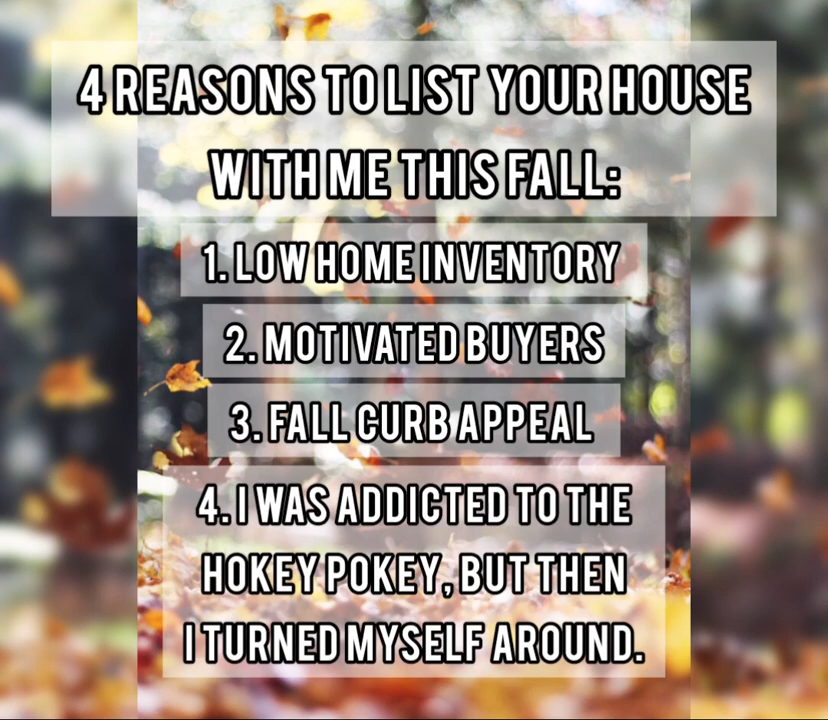 4 REASONS TO LIST YOUR HOUSE
WITH ME THIS FALL:
1. LOW HOME INVENTORY
2. MOTIVATED BUYERS
3. FALL CURB APPEAL
4. I WAS ADDICTED TO THE
HOKEY POKEY, BUT THEN
I TURNED MYSELF AROUND.